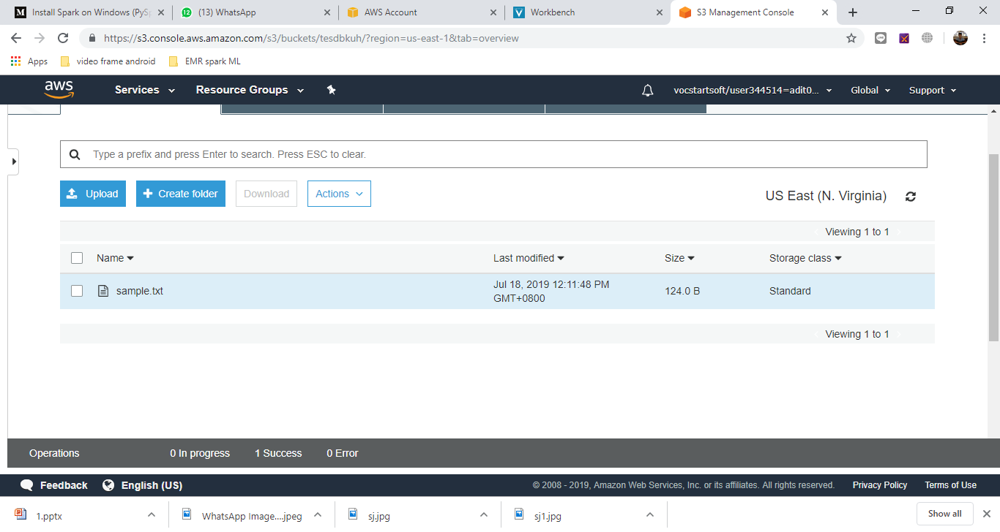 Install Spark on Windows (PySp
(13) WhatsApp
AWS Account
Workbench
S3 Management Console
https://s3.console.aws.amazon.com/s3/buckets/tesdbkuh/?region=us-east-1&tab=overview
Apps
video frame android
EMR spark ML
aws
Services
Resource Groups
vocstartsoft/user344514=adit0...
Global
Support
Type a prefix and press Enter to search. Press ESC to clear.
Upload
Create folder
Download
Actions
US East (N. Virginia)
Viewing 1 to 1
Name
Last modified
Size
Storage class
sample.txt
Jul 18, 2019 12:11:48 PM
GMT+0800
124.0 B
Standard
Viewing 1 to 1
Operations
0 In progress
1 Success
0 Error
Feedback
English (US)
© 2008 - 2019, Amazon Web Services, Inc. or its affiliates. All rights reserved.
Privacy Policy
Terms of Use
1.pptx
WhatsApp Image....jpeg
sj.jpg
sj1.jpg
Show all